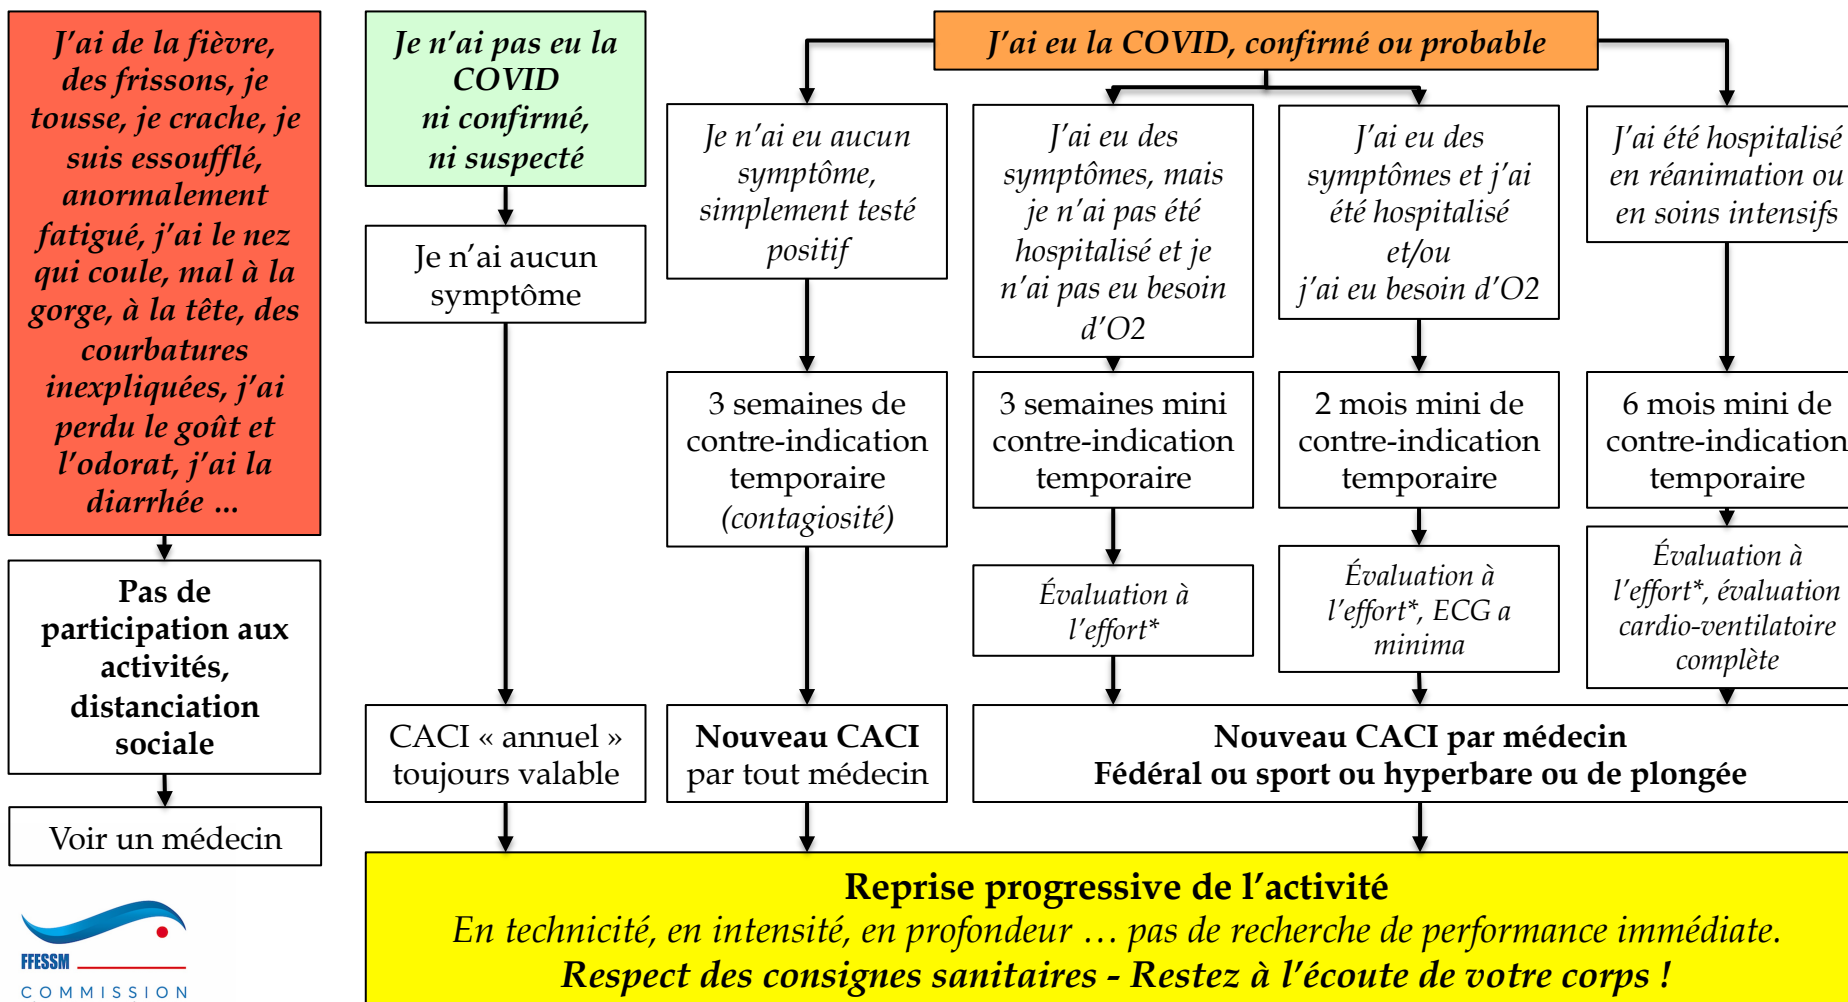 J'ai de la fièvre,
des frissons, je
tousse, je crache, je
suis essoufflé,
anormalement
fatigué, j'ai le nez
qui coule, mal à la
gorge, à la tête, des
courbatures
inexpliquées, j'ai
perdu le goût et
l'odorat, j'ai la
diarrhée ...
Pas de
participation aux
activités,
distanciation
sociale
Voir un médecin
Je n'ai pas eu la
COVID
ni confirmé,
ni suspecté
Je n'ai aucun
symptôme
CACI « annuel »
toujours valable
J'ai eu la COVID, confirmé ou probable
Je n'ai eu aucun
symptôme,
simplement testé
positif
3 semaines de
contre-indication
temporaire
(contagiosité)
Nouveau CACI
par tout médecin
J'ai eu des
symptômes, mais
je n'ai pas été
hospitalisé et je
n'ai pas eu besoin
d'O2
3 semaines mini
contre-indication
temporaire
Évaluation à
l'effort*
J'ai eu des
symptômes et j'ai
été hospitalisé
et/ou
j'ai eu besoin d'O2
2 mois mini de
contre-indication
temporaire
Évaluation à
l'effort*, ECG a
minima
J'ai été hospitalisé
en réanimation ou
en soins intensifs
6 mois mini de
contre-indication
temporaire
Évaluation à
l'effort*, évaluation
cardio-ventilatoire
complète
Nouveau CACI par médecin
Fédéral ou sport ou hyperbare ou de plongée
Reprise progressive de l'activité
En technicité, en intensité, en profondeur … pas de recherche de performance immédiate.
Respect des consignes sanitaires - Restez à l'écoute de votre corps !
FFESSM
COMMISSION